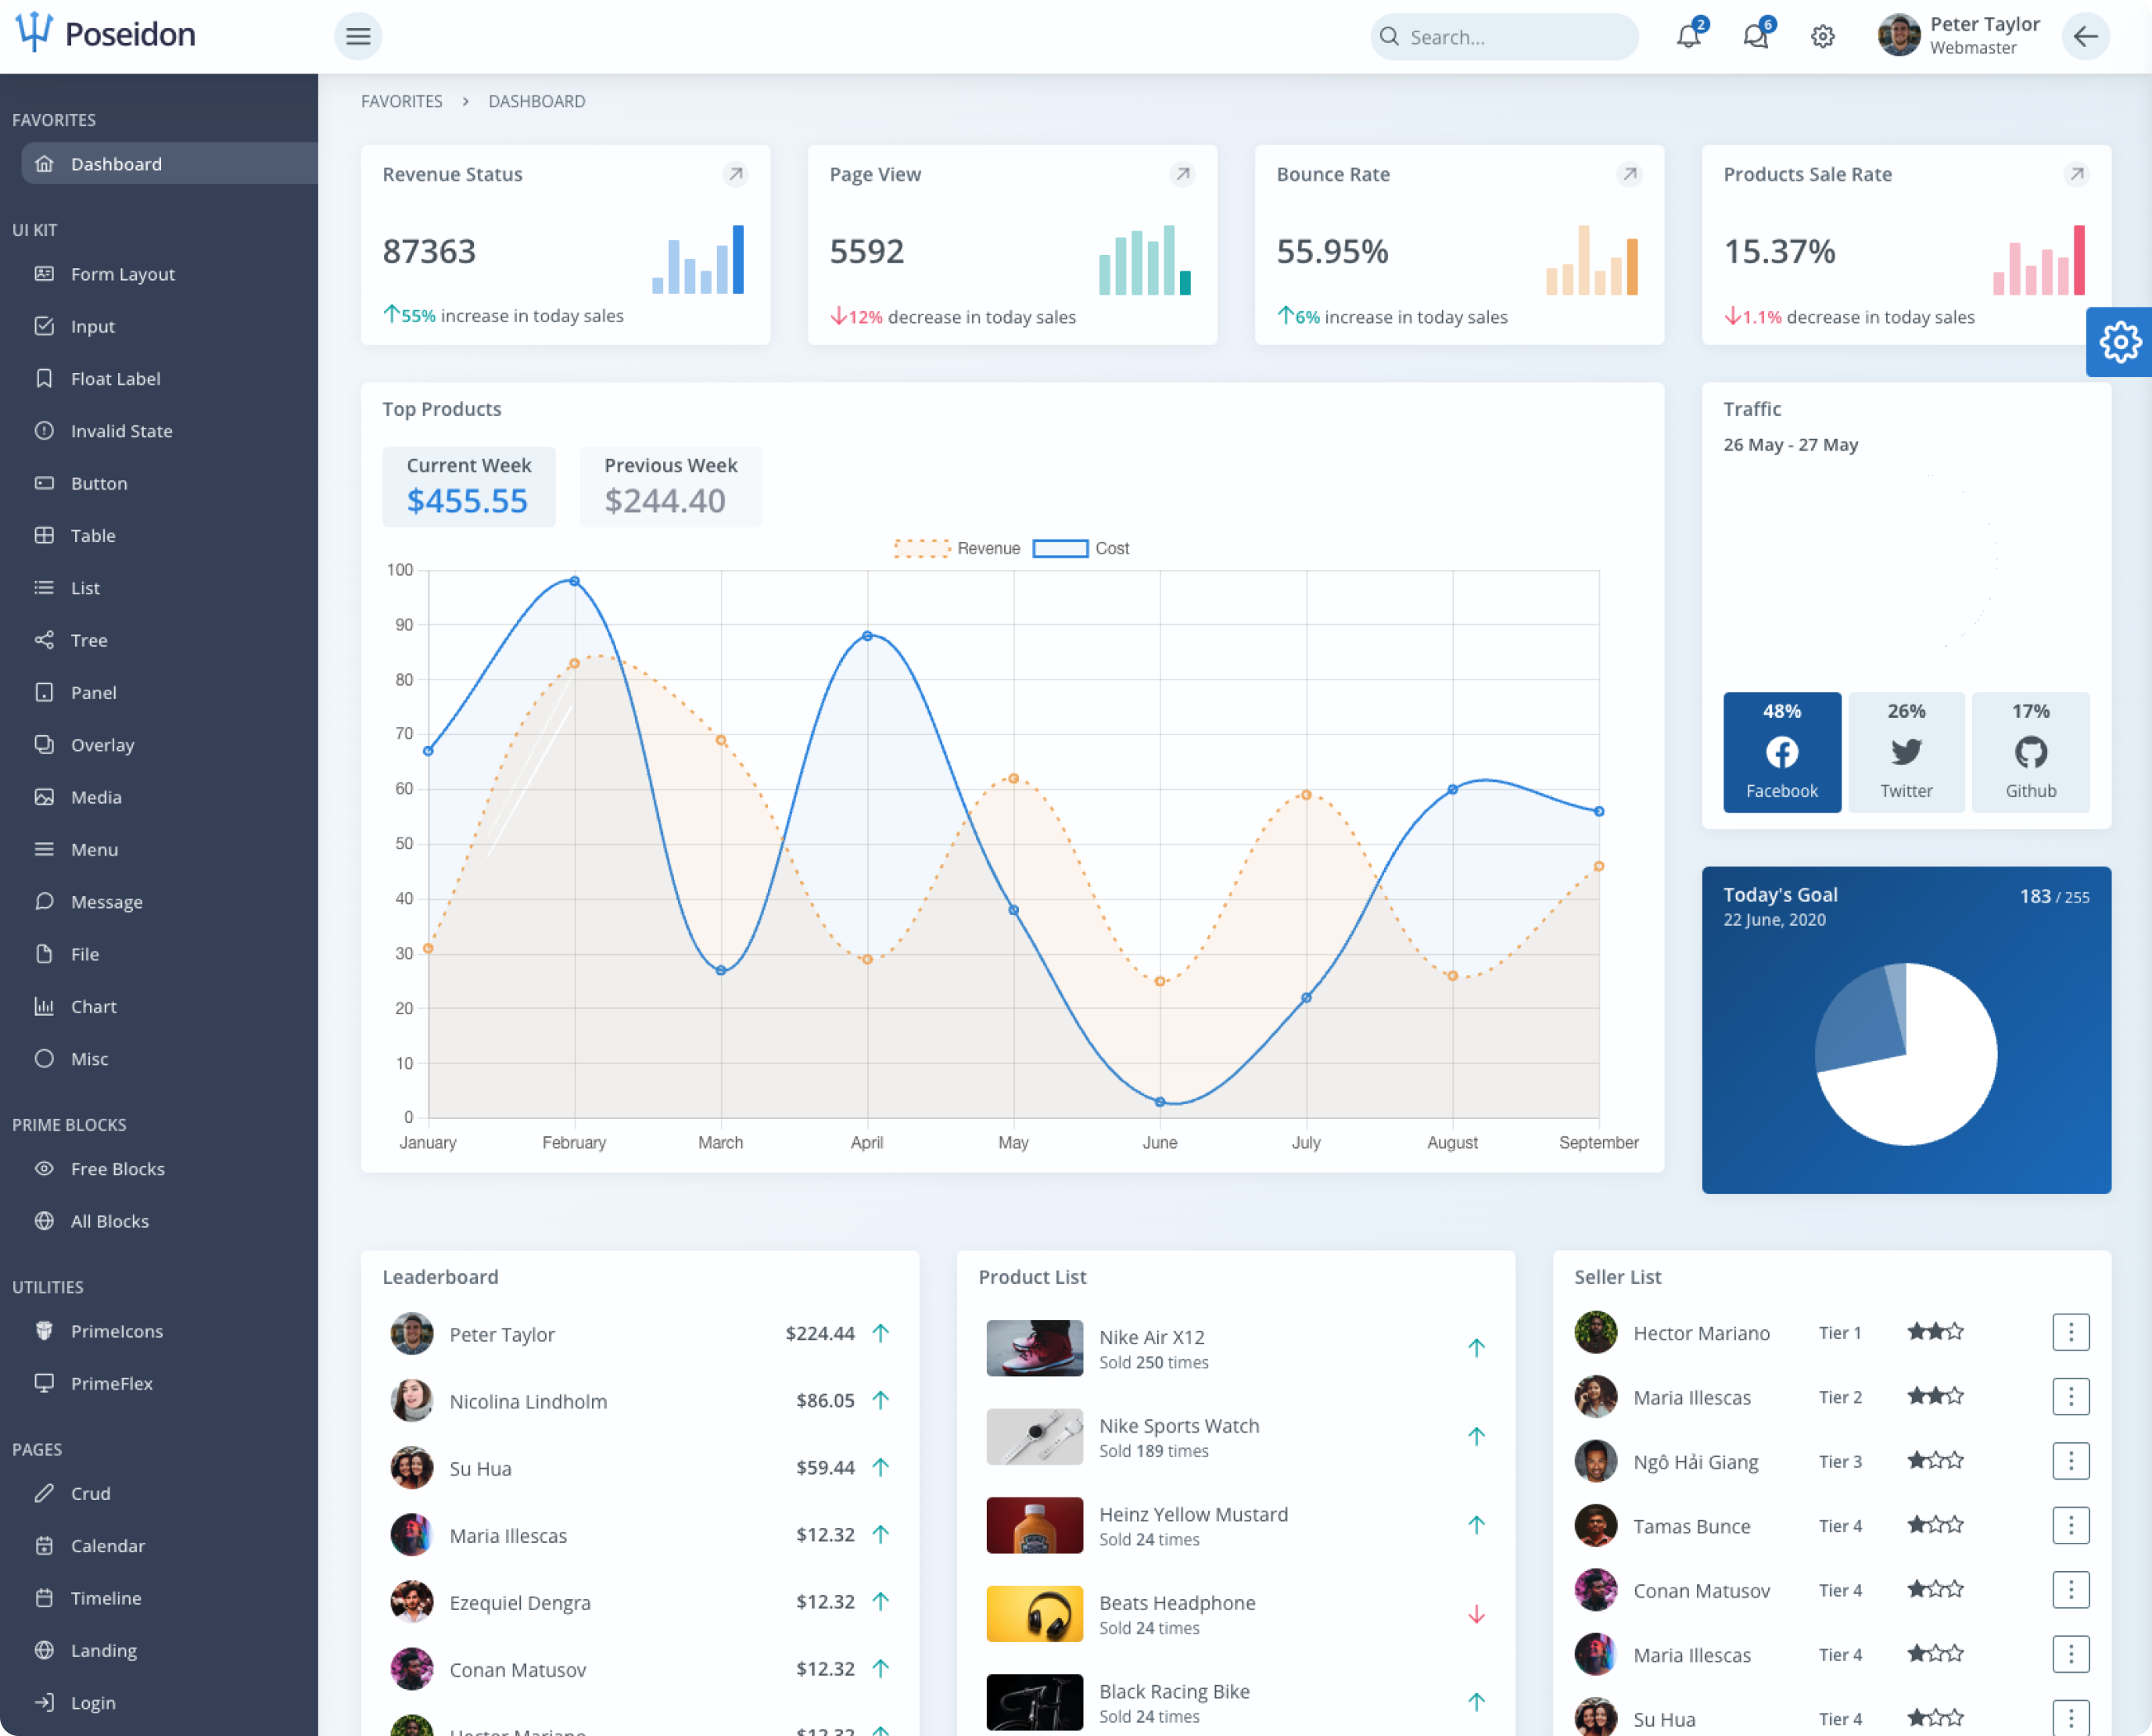 Poseidon
Search...
2
6
Peter Taylor
Webmaster
FAVORITES
Dashboard
UI KIT
Form Layout
Input
Float Label
Invalid State
Button
Table
List
Tree
Panel
Overlay
Media
Menu
Message
File
Chart
Misc
PRIME BLOCKS
Free Blocks
All Blocks
UTILITIES
PrimeIcons
PrimeFlex
PAGES
Crud
Calendar
Timeline
Landing
Login
FAVORITES > DASHBOARD
Revenue Status
87363
55% increase in today sales
Page View
5592
12% decrease in today sales
Bounce Rate
55.95%
6% increase in today sales
Products Sale Rate
15.37%
1.1% decrease in today sales
Top Products
Current Week
$455.55
Previous Week
$244.40
Revenue
Cost
100
90
80
70
60
50
40
30
20
10
0
January February March April May June July August September
Traffic
26 May - 27 May
48%
Facebook
26%
Twitter
17%
Github
Today's Goal
183 / 255
22 June, 2020
Leaderboard
Peter Taylor $224.44
Nicolina Lindholm $86.05
Su Hua $59.44
Maria Illescas $12.32
Ezequiel Dengra $12.32
Conan Matusov $12.32
Hector Mariano $12.32
Product List
Nike Air X12
Sold 250 times
Nike Sports Watch
Sold 189 times
Heinz Yellow Mustard
Sold 24 times
Beats Headphone
Sold 24 times
Black Racing Bike
Sold 24 times
Seller List
Hector Mariano Tier 1
Maria Illescas Tier 2
Ngô Hải Giang Tier 3
Tamas Bunce Tier 4
Conan Matusov Tier 4
Maria Illescas Tier 4
Su Hua Tier 4